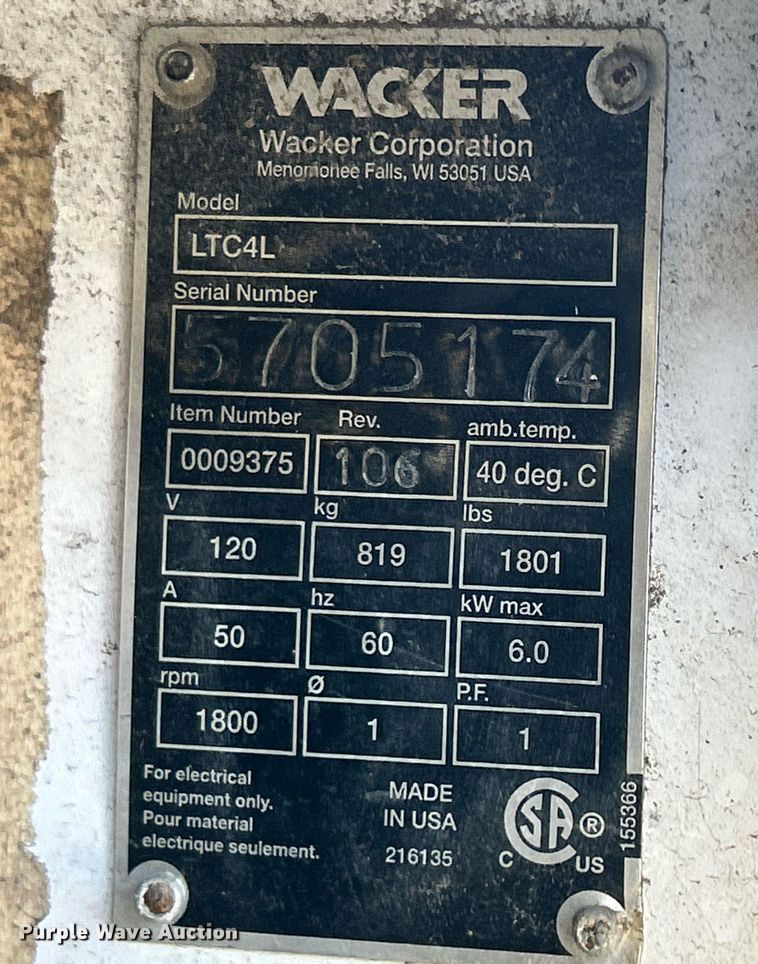 WACKER
Wacker Corporation
Menomonee Falls, WI 53051 USA
Model
LTC4L
Serial Number
5705174
Item Number Rev. amb.temp.
0009375 106 40 deg. C
V kg lbs
120 819 1801
A hz kW max
50 60 6.0
rpm Ø P.F.
1800 1 1
For electrical
equipment only.
Pour material
electrique seulement.
MADE
IN USA
216135
C SA ® US
155366
Purple Wave Auction